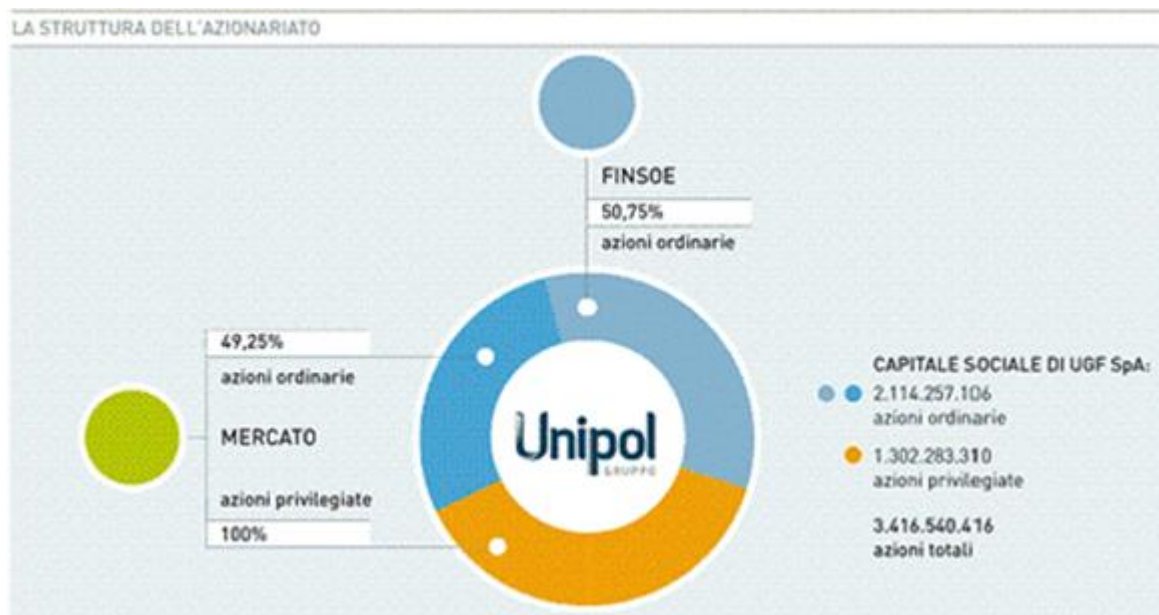 LA STRUTTURA DELL'AZIONARIATO
FINSOE
50,75%
azioni ordinarie
49,25%
azioni ordinarie
MERCATO
azioni privilegiate
100%
Unipol
GRUPPO
CAPITALE SOCIALE DI UGF SpA:
2.114.257.106
azioni ordinarie
1.302.283.310
azioni privilegiate
3.416.540.416
azioni totali